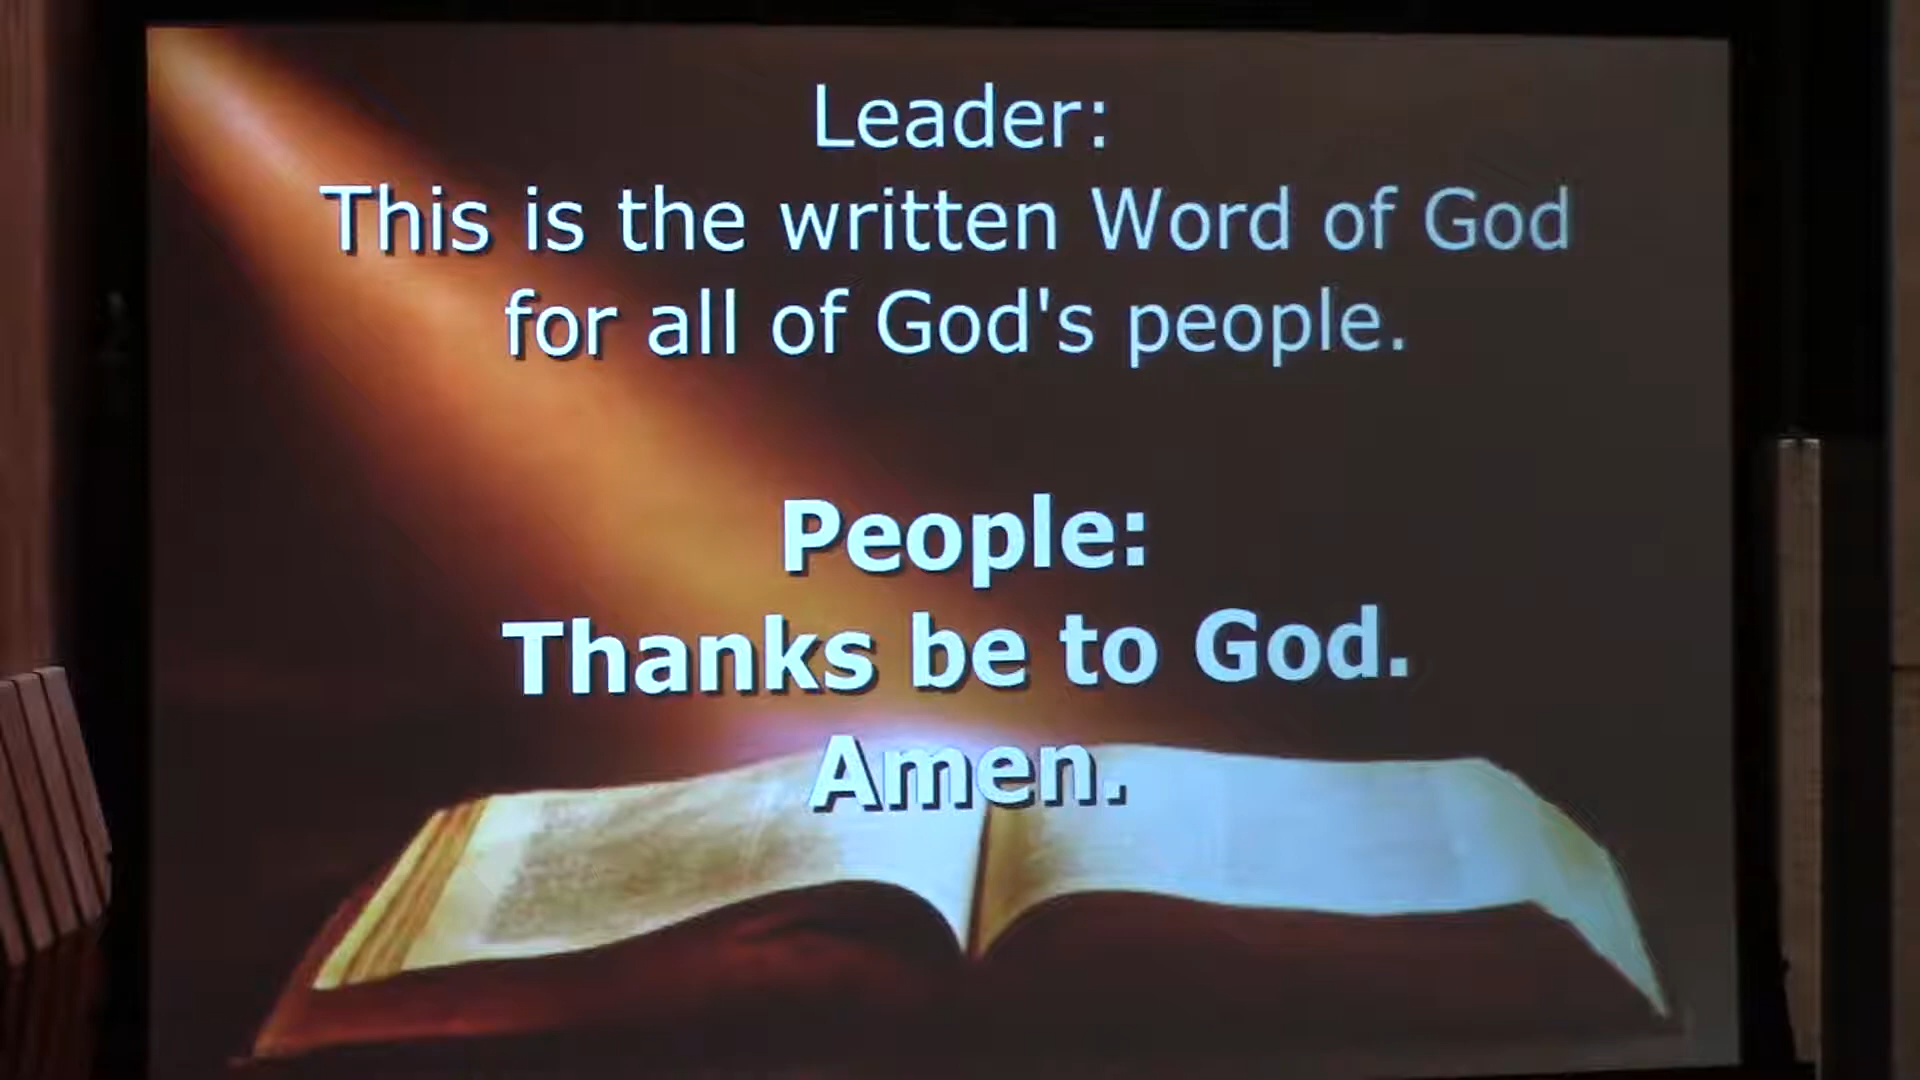 Leader:
This is the written Word of God
for all of God's people.
People:
Thanks be to God.
Amen.